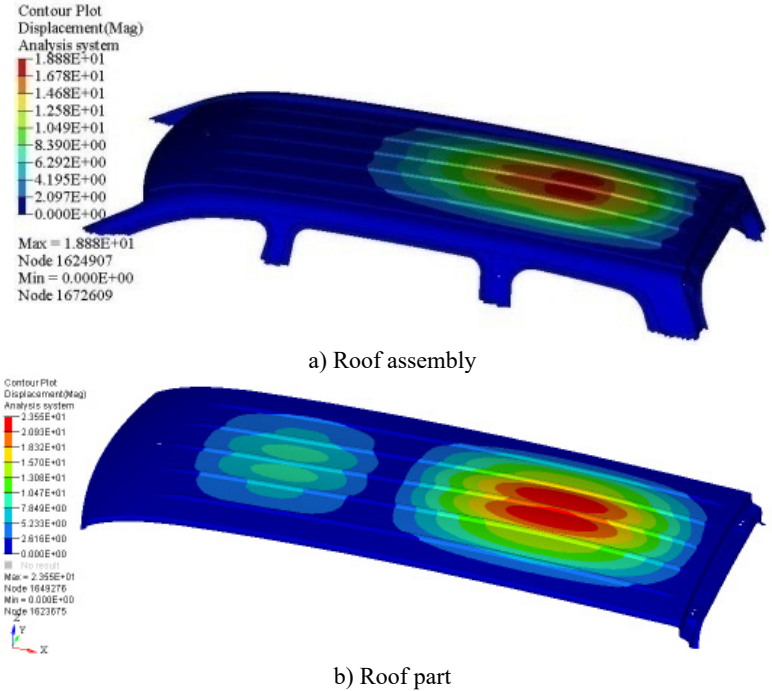 Contour Plot
Displacement(Mag)
Analysis system
1.888E+01
1.678E+01
1.468E+01
1.258E+01
1.049E+01
8.390E+00
6.292E+00
4.195E+00
2.097E+00
0.000E+00
Max = 1.888E+01
Node 1624907
Min = 0.000E+00
Node 1672609
a) Roof assembly
Contour Plot
Displacement(Mag)
Analysis system
2.355E+01
2.093E+01
1.832E+01
1.570E+01
1.308E+01
1.047E+01
7.849E+00
5.233E+00
2.616E+00
0.000E+00
No result
Max = 2.355E+01
Node 1649276
Min = 0.000E+00
Node 1623675
Z
Y
X
b) Roof part